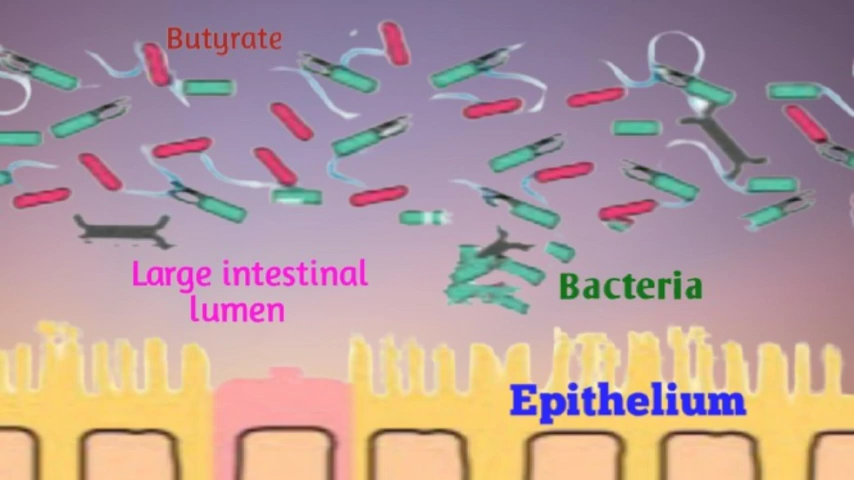 Butyrate
Large intestinal
lumen
Bacteria
Epithelium